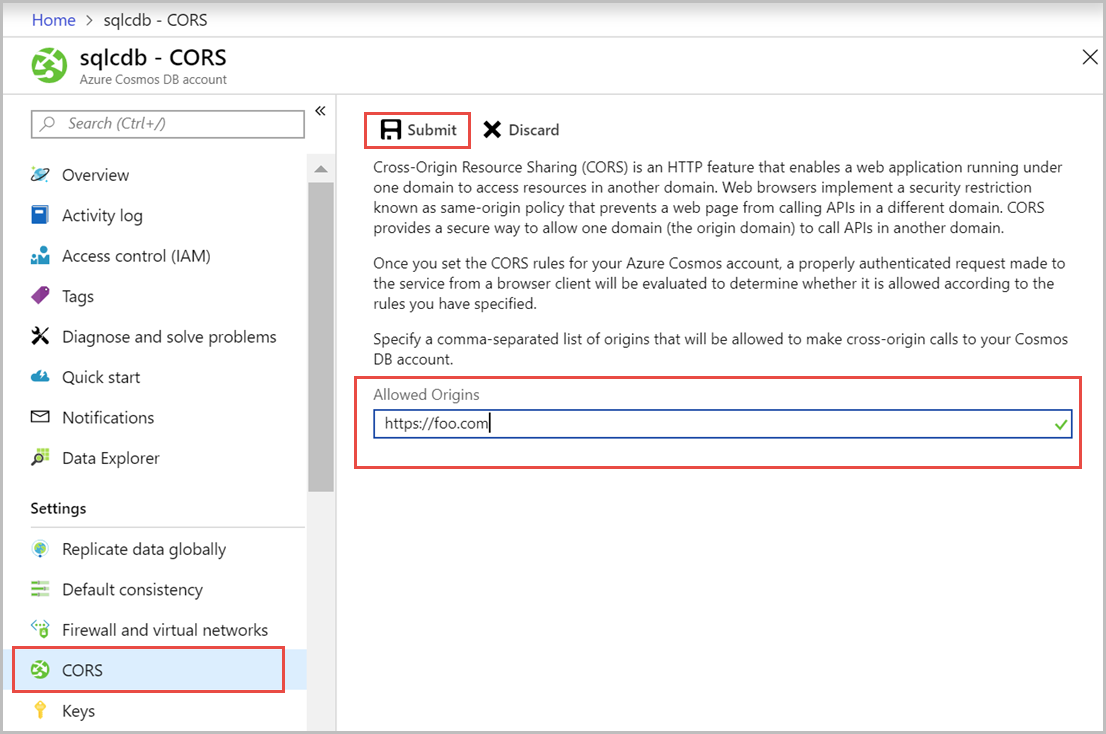 Home > sqlcdb - CORS
sqlcdb - CORS
Azure Cosmos DB account
Search (Ctrl+/)
Overview
Activity log
Access control (IAM)
Tags
Diagnose and solve problems
Quick start
Notifications
Data Explorer
Settings
Replicate data globally
Default consistency
Firewall and virtual networks
CORS
Keys
Submit Discard
Cross-Origin Resource Sharing (CORS) is an HTTP feature that enables a web application running under
one domain to access resources in another domain. Web browsers implement a security restriction
known as same-origin policy that prevents a web page from calling APIs in a different domain. CORS
provides a secure way to allow one domain (the origin domain) to call APIs in another domain.
Once you set the CORS rules for your Azure Cosmos account, a properly authenticated request made to
the service from a browser client will be evaluated to determine whether it is allowed according to the
rules you have specified.
Specify a comma-separated list of origins that will be allowed to make cross-origin calls to your Cosmos
DB account.
Allowed Origins
https://foo.com